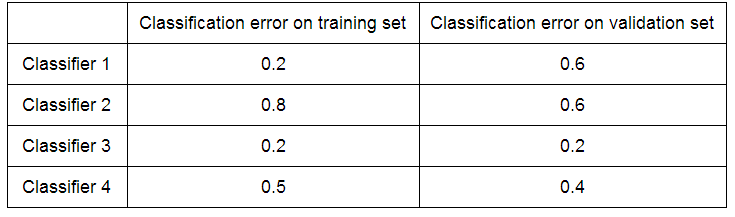 Classification error on training set Classification error on validation set
Classifier 1 0.2 0.6
Classifier 2 0.8 0.6
Classifier 3 0.2 0.2
Classifier 4 0.5 0.4